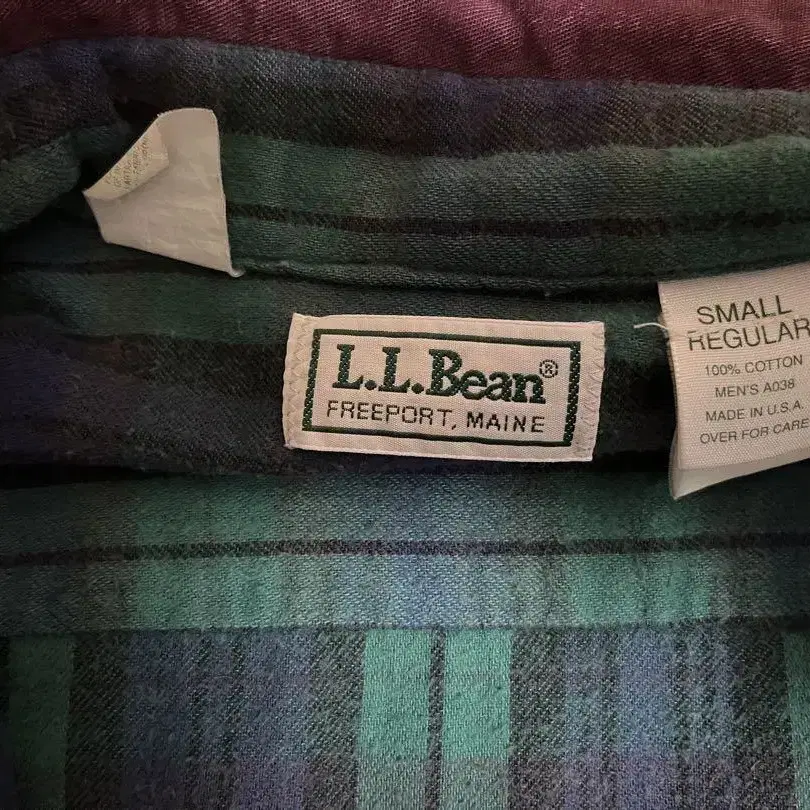 L.L.Bean®
FREEPORT, MAINE
SMALL
REGULAR
100% COTTON
MEN'S A038
MADE IN U.S.A.
OVER FOR CARE